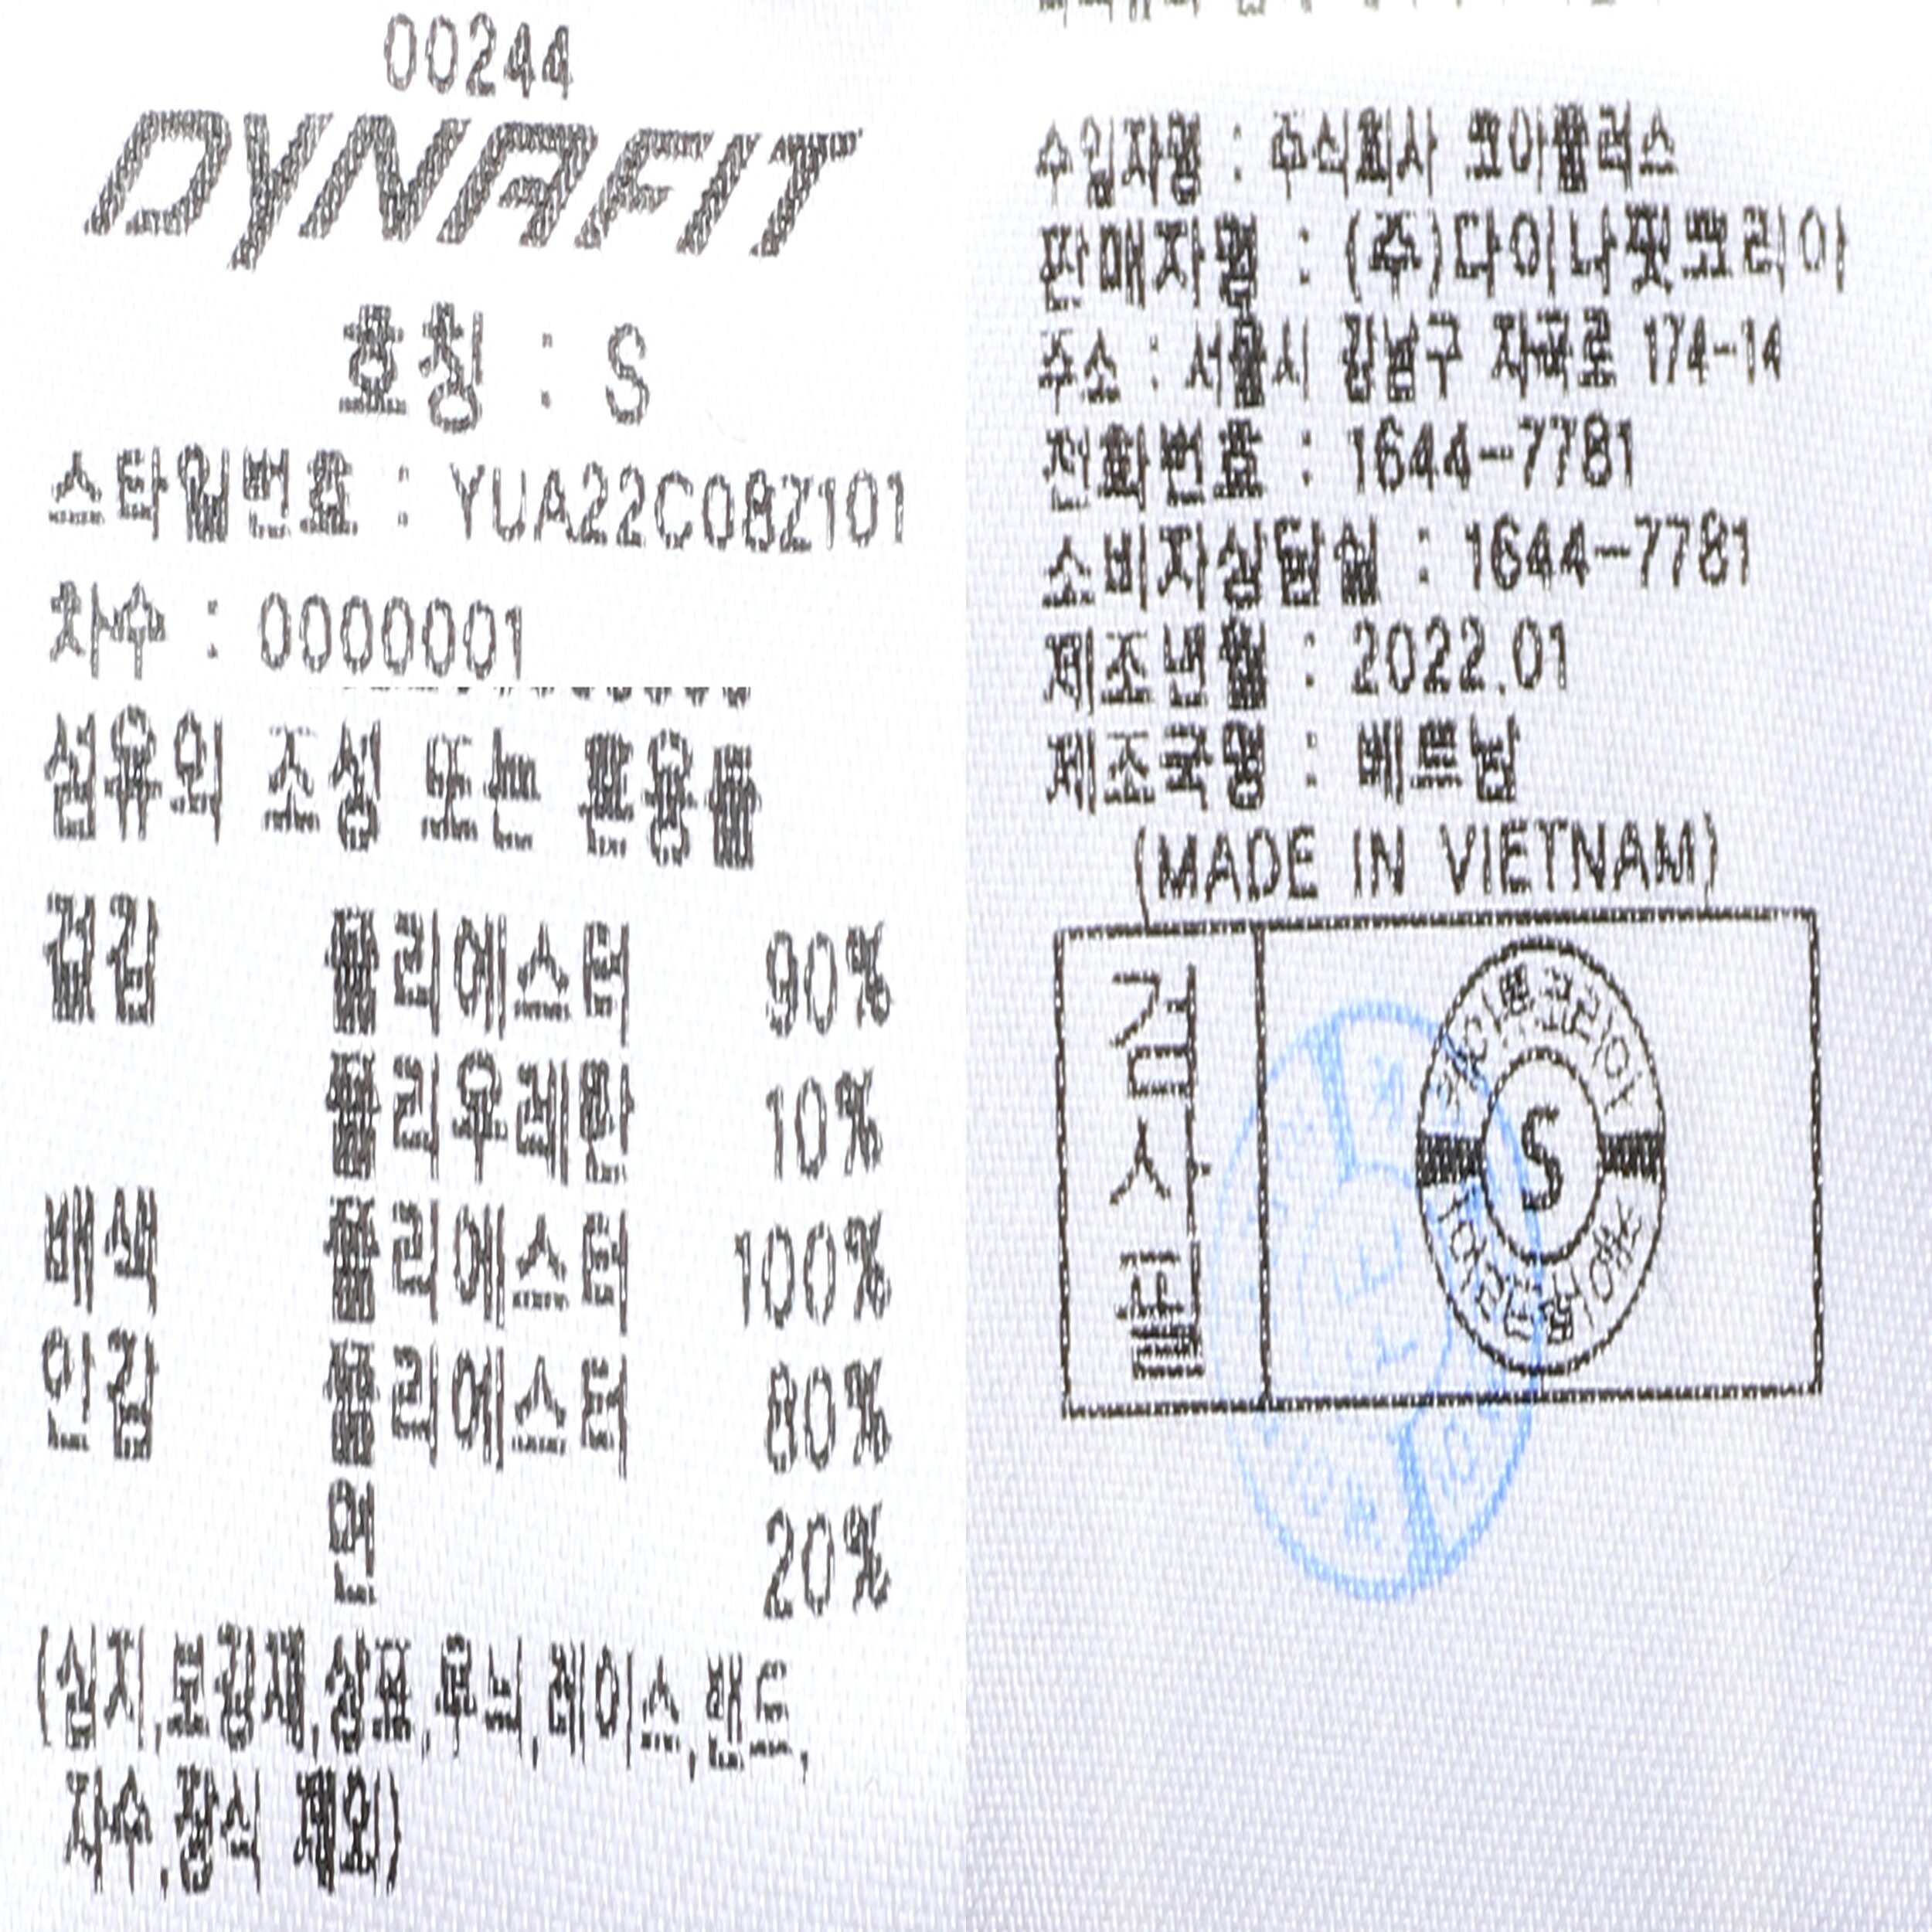 00244
DYNAFIT
호칭 : S
스타일번호 : YUA22C08Z101
차수 : 0000001
섬유의 조성 또는 혼용률
겉감 폴리에스터 90%
폴리우레탄 10%
배색 폴리에스터 100%
안감 폴리에스터 80%
면 20%
(심지,보강재,상표,무늬,레이스,밴드,
자수,장식 제외)
수입자명 : 주식회사 코아플러스
판매자명 : (주)다이나핏코리아
주소 : 서울시 강남구 자곡로 174-14
전화번호 : 1644-7781
소비자상담실 : 1644-7781
제조년월 : 2022.01
제조국명 : 베트남
(MADE IN VIETNAM)
검사필
S